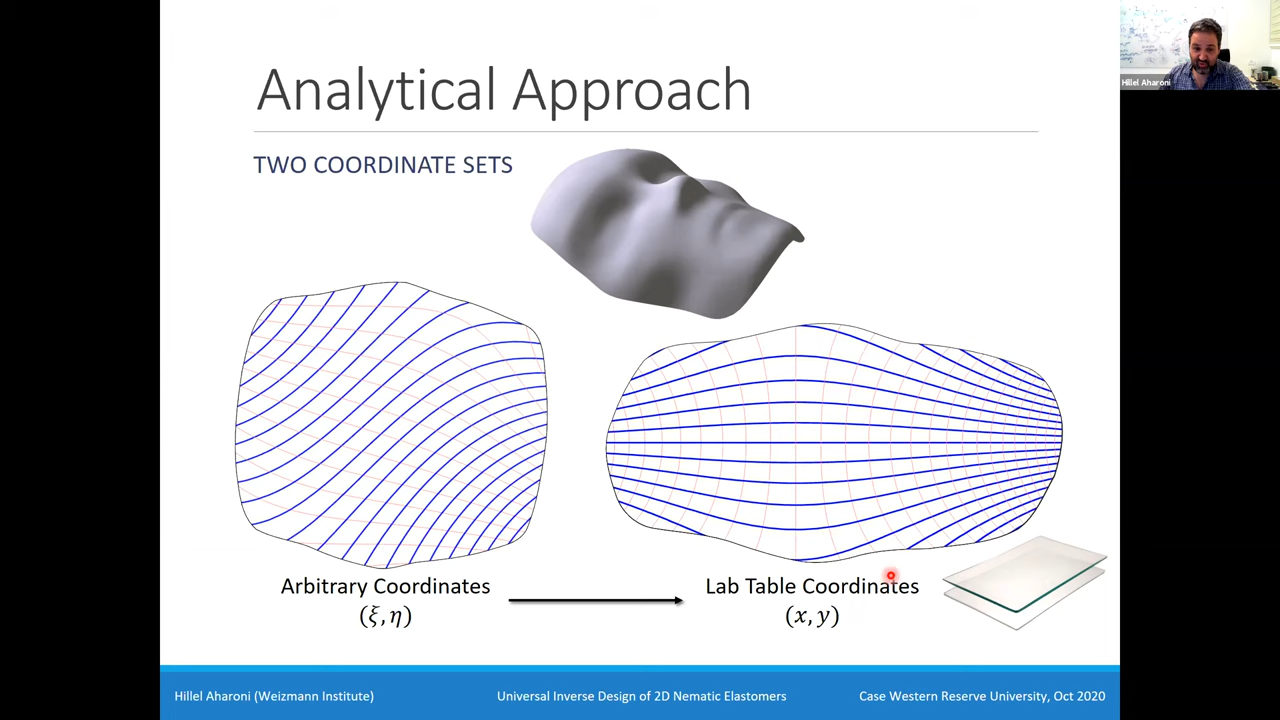 Analytical Approach
TWO COORDINATE SETS
Arbitrary Coordinates
(ξ, η)
Lab Table Coordinates
(x, y)
Hillel Aharoni (Weizmann Institute)
Universal Inverse Design of 2D Nematic Elastomers
Case Western Reserve University, Oct 2020
Hillel Aharoni